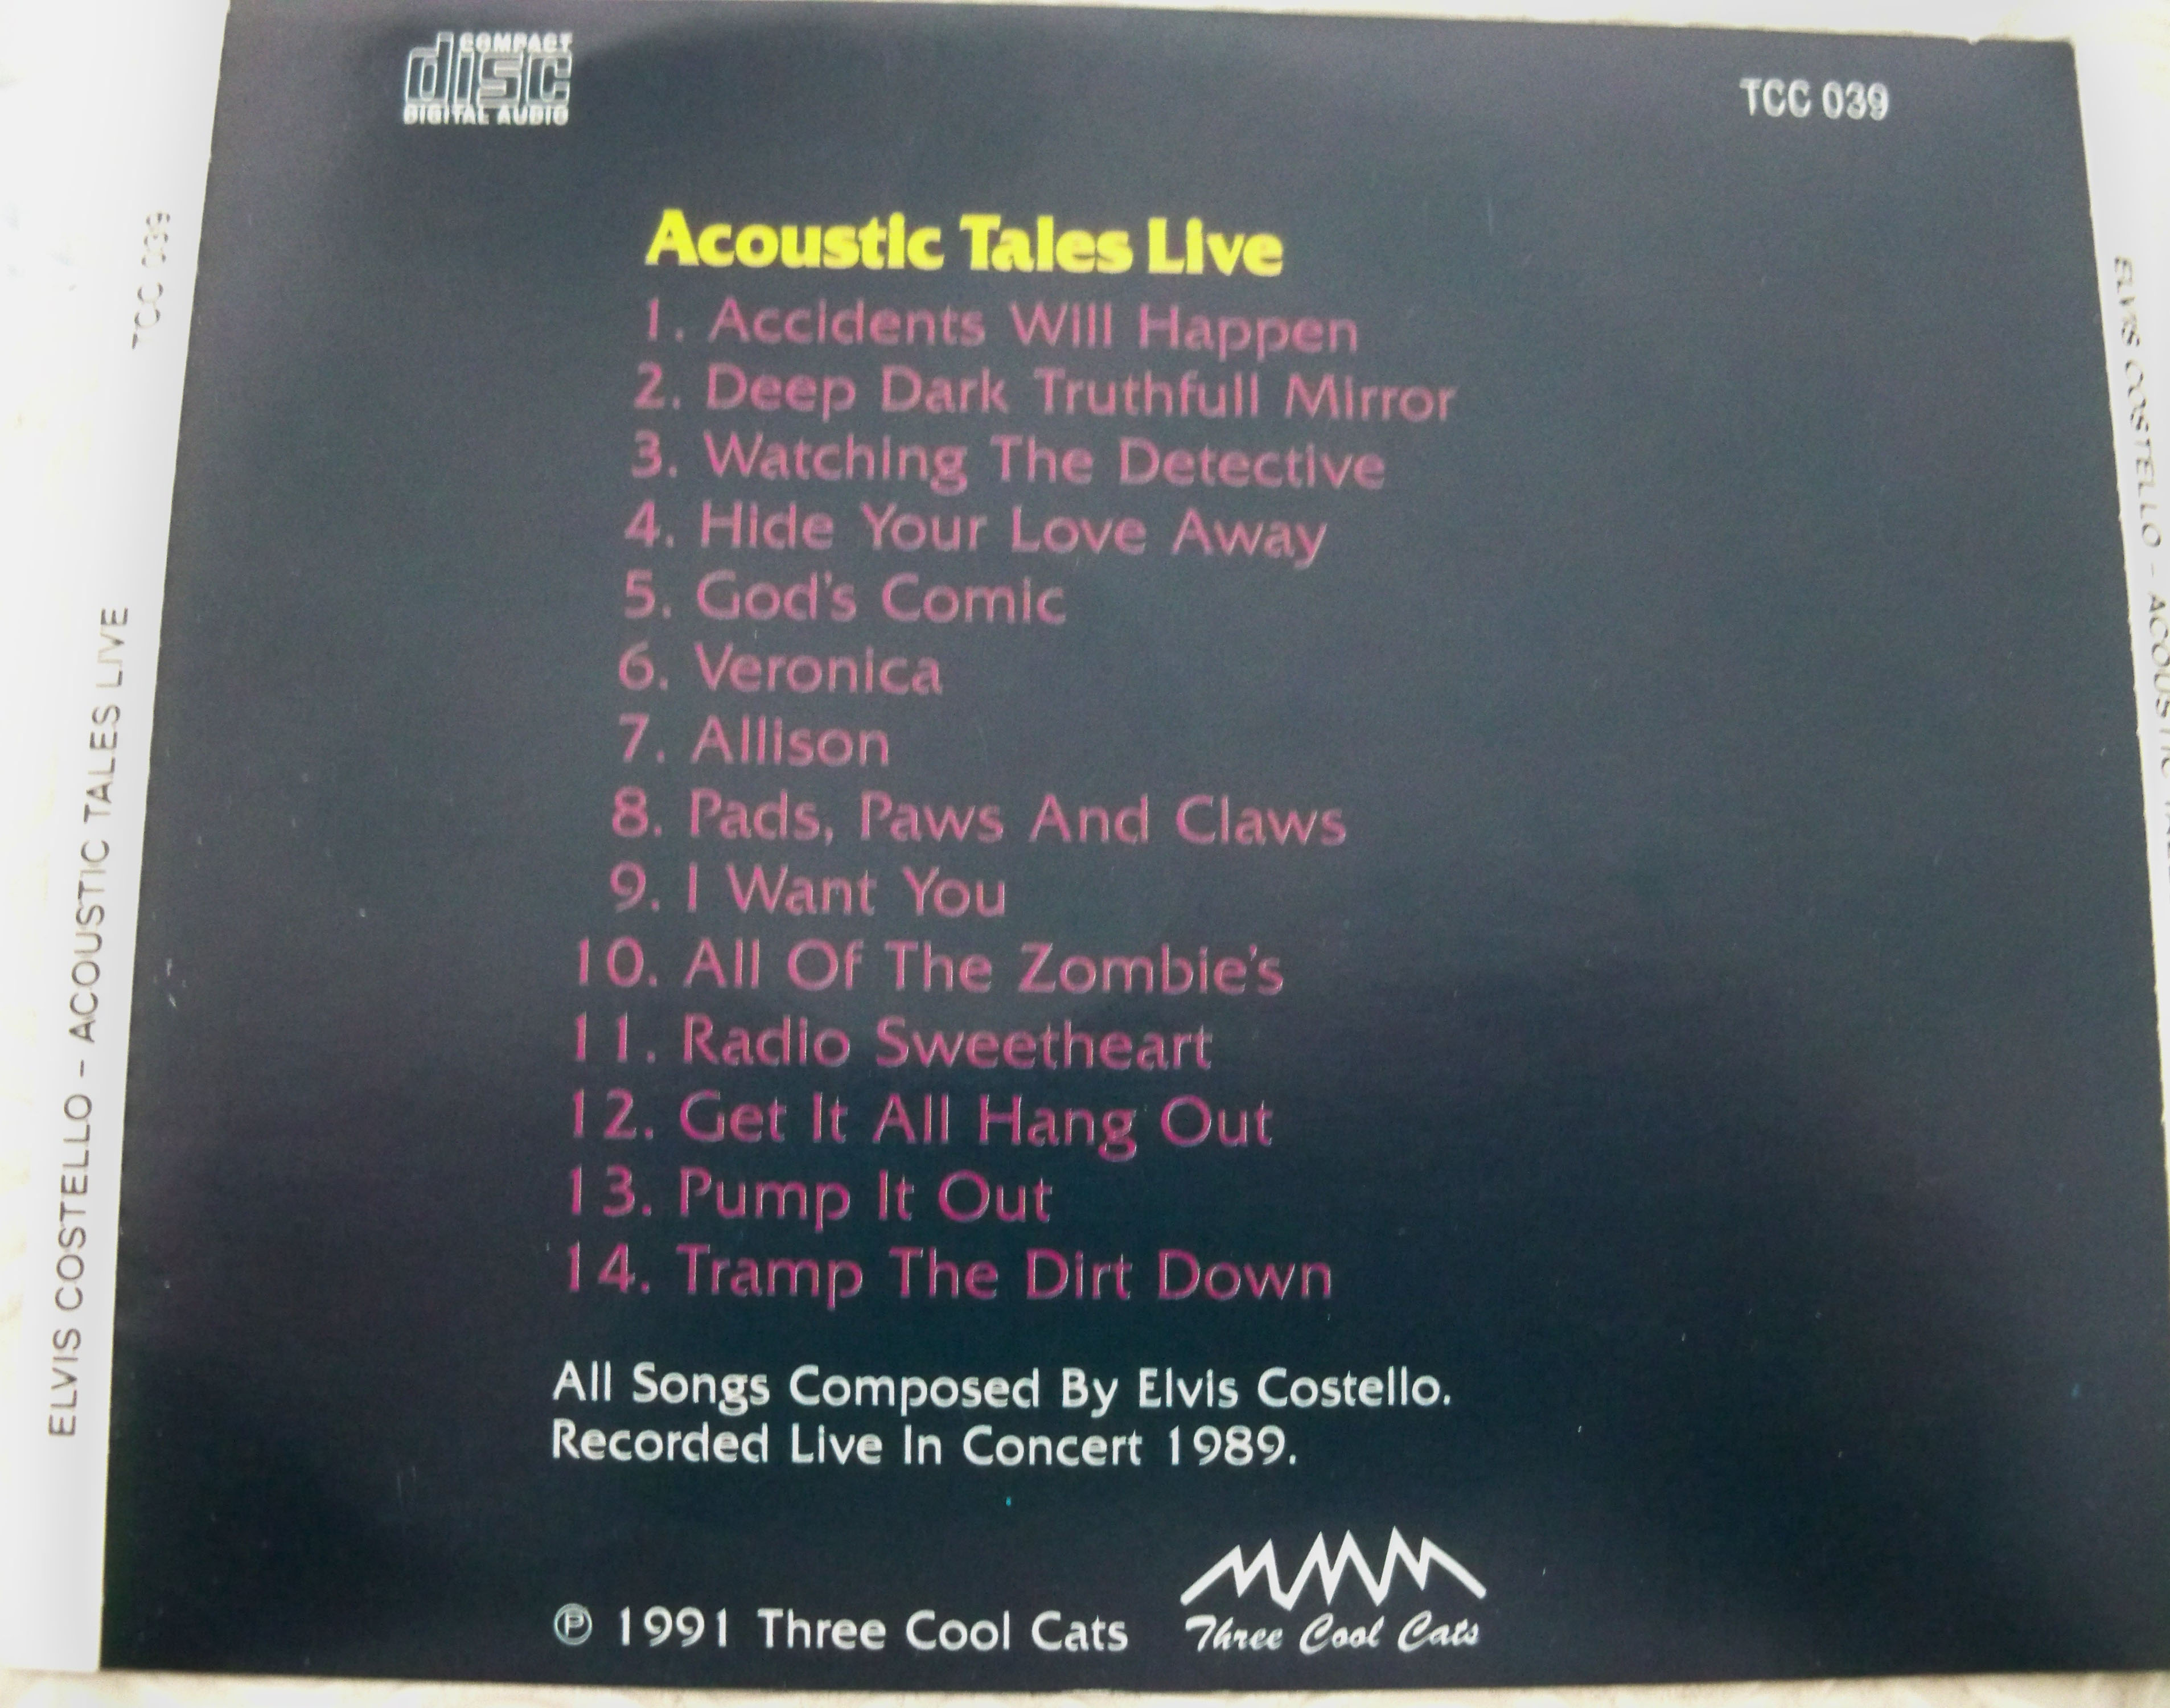 COMPACT
disc
DIGITAL AUDIO
TCC 039
Acoustic Tales Live
1. Accidents Will Happen
2. Deep Dark Truthfull Mirror
3. Watching The Detective
4. Hide Your Love Away
5. God's Comic
6. Veronica
7. Allison
8. Pads, Paws And Claws
9. I Want You
10. All Of The Zombie's
11. Radio Sweetheart
12. Get It All Hang Out
13. Pump It Out
14. Tramp The Dirt Down
All Songs Composed By Elvis Costello.
Recorded Live In Concert 1989.
℗ 1991 Three Cool Cats
Three Cool Cats
ELVIS COSTELLO - ACOUSTIC TALES LIVE
TCC 039
ELVIS COSTELLO - ACOUSTIC